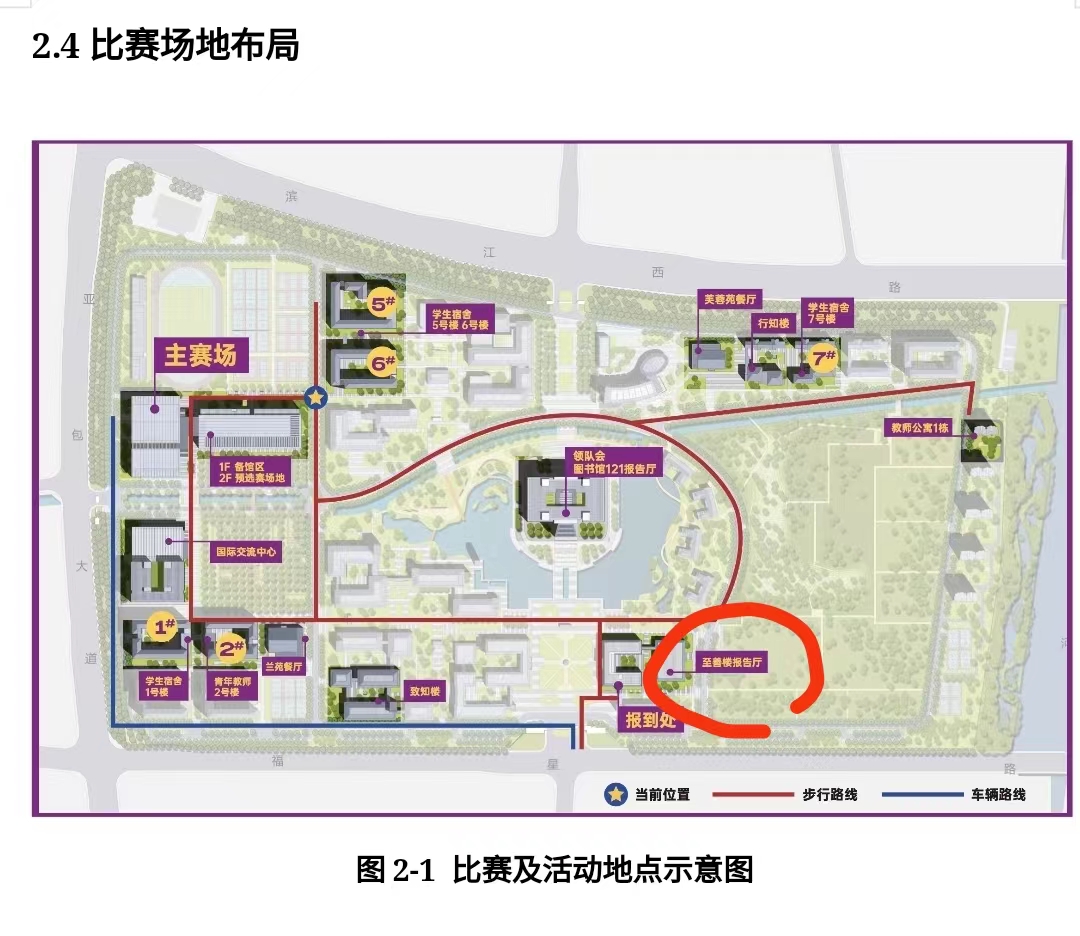 2.4 比赛场地布局
滨
江
西
路
亚
包
大
道
5#
6#
学生宿舍
5号楼 6号楼
芙蓉苑餐厅
行知楼
学生宿舍
7号楼
7#
主赛场
1F 备馆区
2F 预选赛场地
领队会
图书馆121报告厅
教师公寓1栋
国际交流中心
1#
2#
学生宿舍
1号楼
青年教师
2号楼
兰苑餐厅
致知楼
至善楼报告厅
报到处
福
星
路
河
当前位置
步行路线
车辆路线
图 2-1 比赛及活动地点示意图